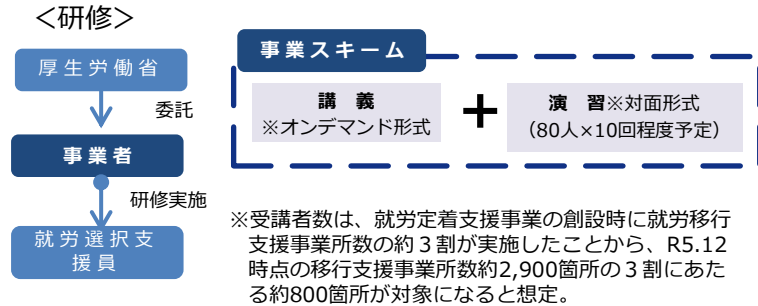 ＜研修＞
厚生労働省
委託
事業者
研修実施
就労選択支
援員
事業スキーム
講　義
※オンデマンド形式
＋
演　習※対面形式
（80人×10回程度予定）
※受講者数は、就労定着支援事業の創設時に就労移行
支援事業所数の約３割が実施したことから、R5.12
時点の移行支援事業所数約2,900箇所の３割にあた
る約800箇所が対象になると想定。